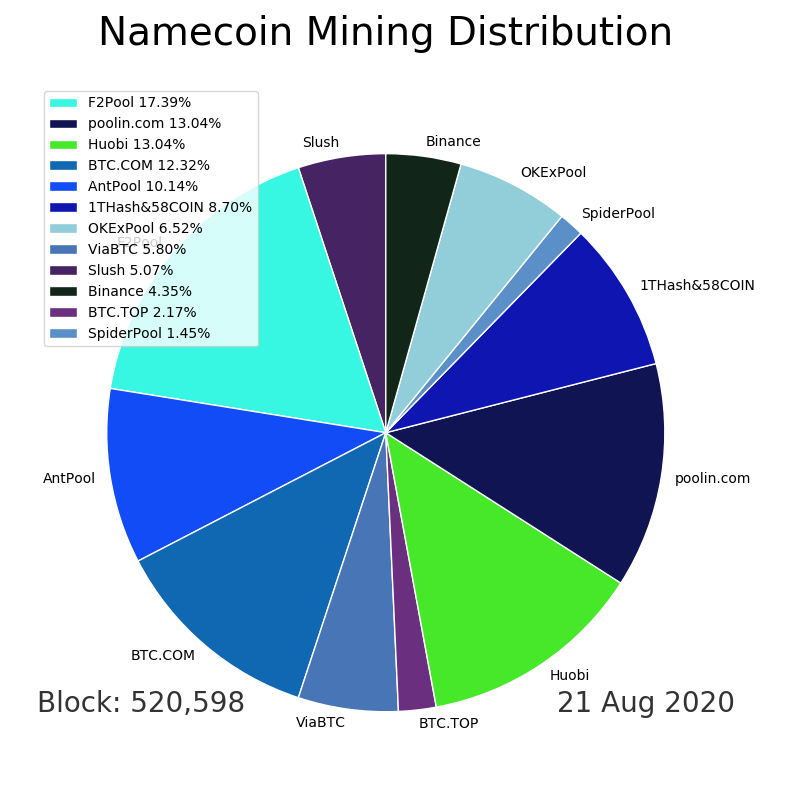 Namecoin Mining Distribution
F2Pool 17.39%
poolin.com 13.04%
Huobi 13.04%
BTC.COM 12.32%
AntPool 10.14%
1THash&58COIN 8.70%
OKExPool 6.52%
ViaBTC 5.80%
Slush 5.07%
Binance 4.35%
BTC.TOP 2.17%
SpiderPool 1.45%
Slush
Binance
OKExPool
SpiderPool
F2Pool
1THash&58COIN
AntPool
poolin.com
BTC.COM
Huobi
Block: 520,598
21 Aug 2020
ViaBTC
BTC.TOP